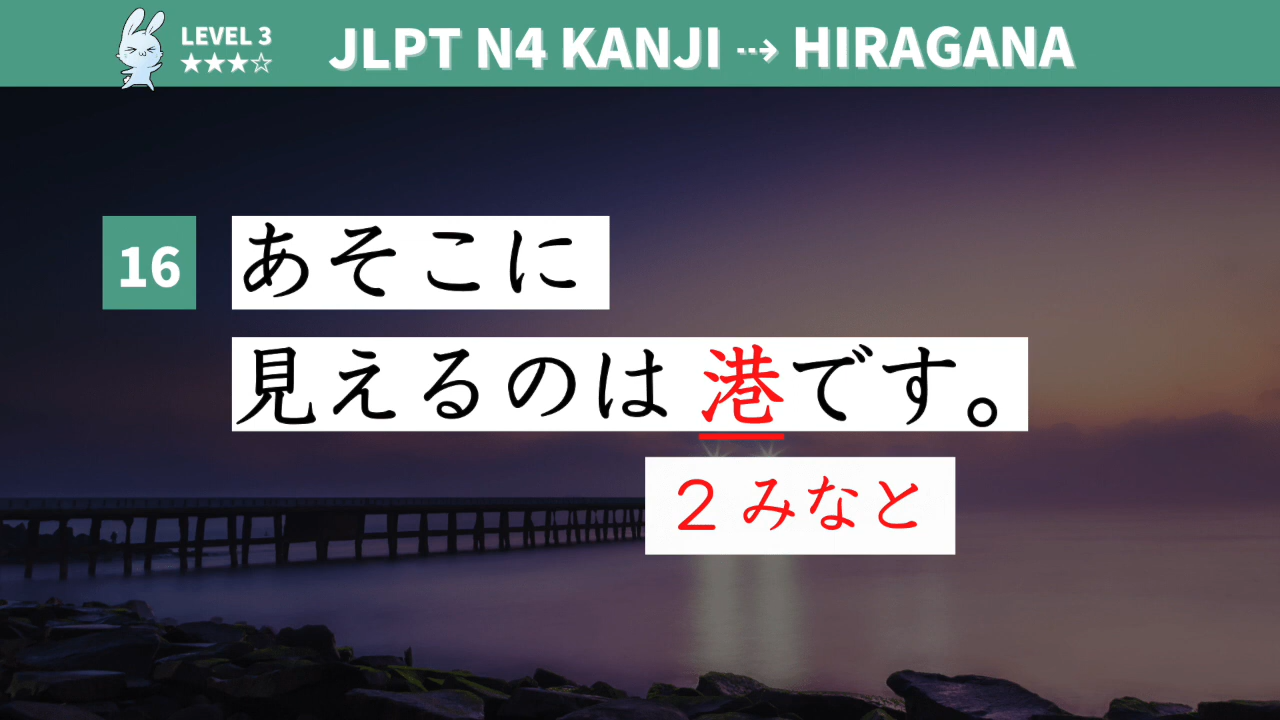 LEVEL 3
★★★☆
JLPT N4 KANJI ⇢ HIRAGANA
16
あそこに
見えるのは 港です。
2 みなと